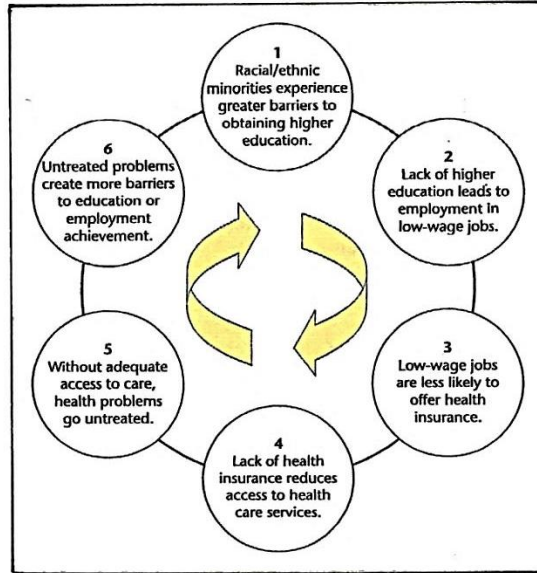 1
Racial/ethnic
minorities experience
greater barriers to
obtaining higher
education.
2
Lack of higher
education leads to
employment in
low-wage jobs.
3
Low-wage jobs
are less likely to
offer health
insurance.
4
Lack of health
insurance reduces
access to health
care services.
5
Without adequate
access to care,
health problems
go untreated.
6
Untreated problems
create more barriers
to education or
employment
achievement.